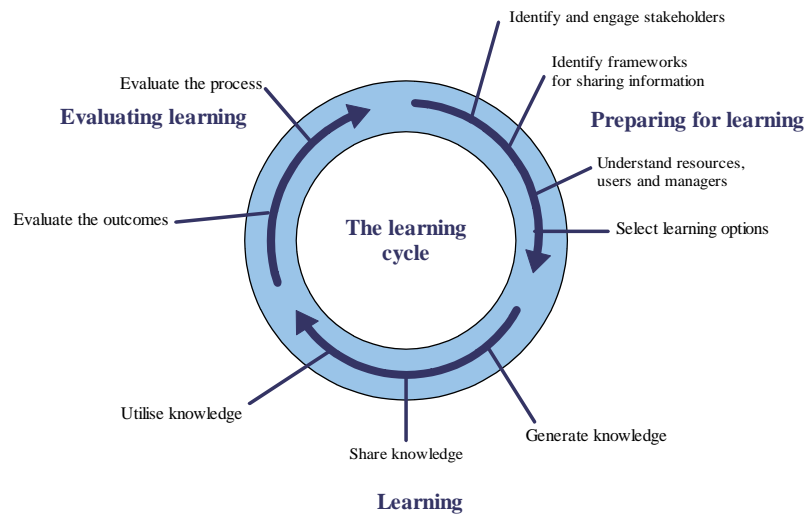 Identify and engage stakeholders
Identify frameworks
for sharing information
Preparing for learning
Understand resources,
users and managers
Select learning options
Generate knowledge
Share knowledge
Utilise knowledge
Learning
Evaluate the outcomes
Evaluating learning
Evaluate the process
The learning
cycle